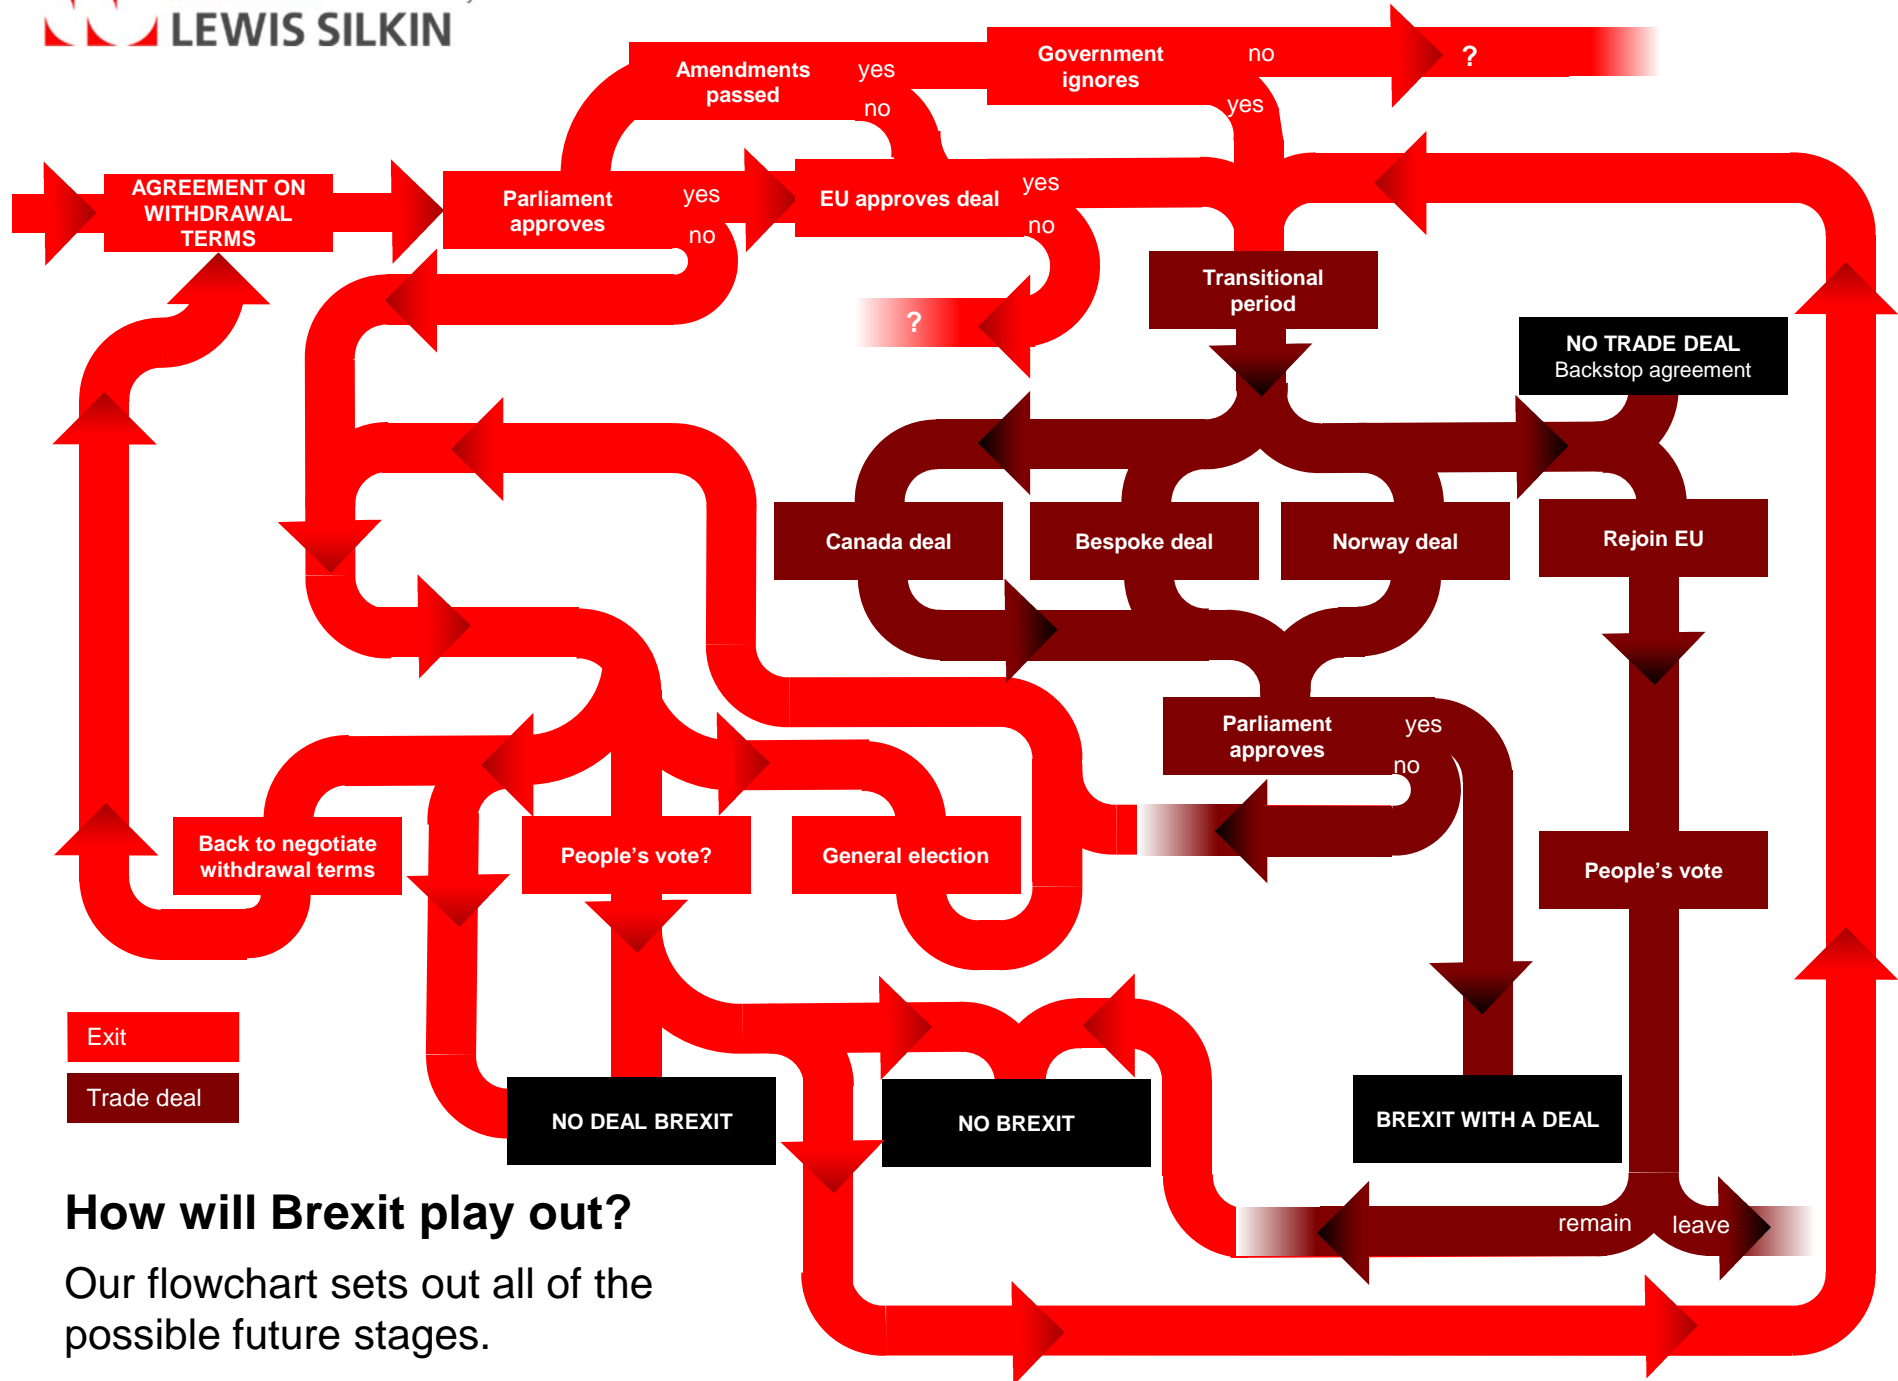 LEWIS SILKIN
Amendments
passed
yes
no
Government
ignores
no
yes
?
AGREEMENT ON
WITHDRAWAL
TERMS
Parliament
approves
yes
no
EU approves deal
yes
no
?
Transitional
period
NO TRADE DEAL
Backstop agreement
Canada deal
Bespoke deal
Norway deal
Rejoin EU
Parliament
approves
yes
no
Back to negotiate
withdrawal terms
People's vote?
General election
People's vote
Exit
Trade deal
NO DEAL BREXIT
NO BREXIT
BREXIT WITH A DEAL
remain
leave
How will Brexit play out?
Our flowchart sets out all of the
possible future stages.